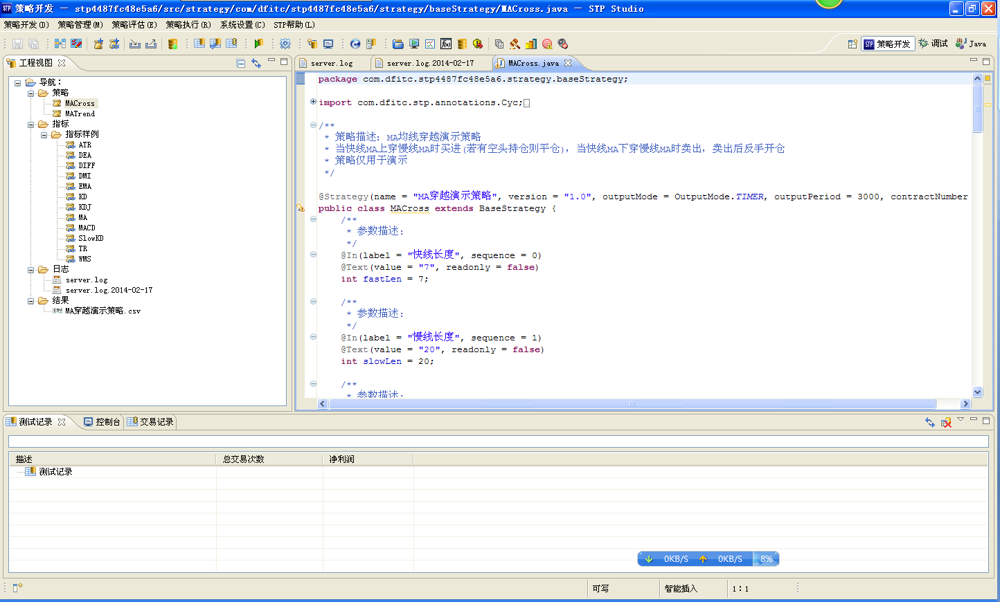 STP 策略开发 — stp4487fc48e5a6/src/strategy/com/dfitc/stp4487fc48e5a6/strategy/baseStrategy/MACross.java — STP Studio
策略开发(D) 策略管理(M) 策略评估(E) 策略执行(R) 系统设置(C) STP帮助(L)
STP 策略开发 调试 Java
工程视图
导航:
策略
MACross
MATrend
指标
指标样例
ATR
DEA
DIFF
DMI
EMA
KD
KDJ
MA
MACD
SlowKD
TR
WMS
日志
server.log
server.log.2014-02-17
结果
MA穿越演示策略.csv
server.log server.log.2014-02-17 MACross.java
package com.dfitc.stp4487fc48e5a6.strategy.baseStrategy;
import com.dfitc.stp.annotations.Cyc;
/**
* 策略描述: MA均线穿越演示策略
* 当快线MA上穿慢线MA时买进(若有空头持仓则平仓), 当快线MA下穿慢线MA时卖出, 卖出后反手开仓
* 策略仅用于演示
*/
@Strategy(name = "MA穿越演示策略", version = "1.0", outputMode = OutputMode.TIMER, outputPeriod = 3000, contractNumber
public class MACross extends BaseStrategy {
/**
* 参数描述:
*/
@In(label = "快线长度", sequence = 0)
@Text(value = "7", readonly = false)
int fastLen = 7;
/**
* 参数描述:
*/
@In(label = "慢线长度", sequence = 1)
@Text(value = "20", readonly = false)
int slowLen = 20;
/**
* 参数描述:
测试记录 控制台 交易记录
描述 总交易次数 净利润
测试记录
0KB/S 0KB/S 8%
可写 智能插入 1 : 1